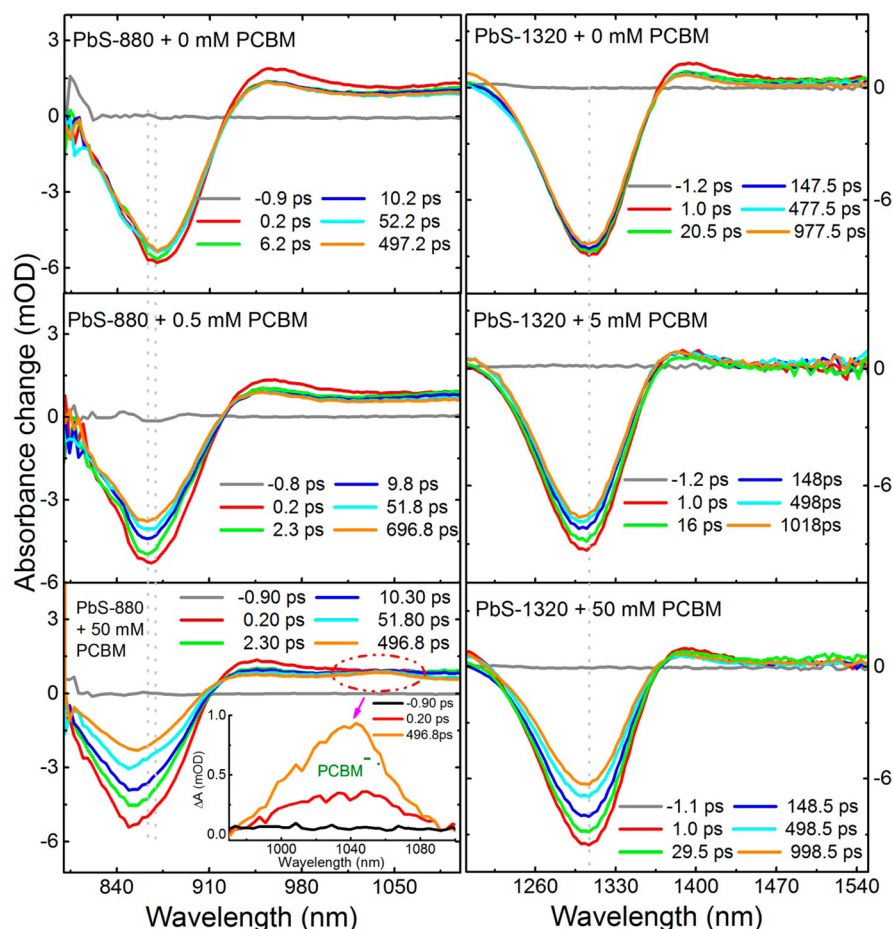 PbS-880 + 0 mM PCBM
3
0
-3
-6
-0.9 ps
10.2 ps
0.2 ps
52.2 ps
6.2 ps
497.2 ps
PbS-1320 + 0 mM PCBM
0
-6
-1.2 ps
147.5 ps
1.0 ps
477.5 ps
20.5 ps
977.5 ps
Absorbance change (mOD)
PbS-880 + 0.5 mM PCBM
3
0
-3
-6
-0.8 ps
9.8 ps
0.2 ps
51.8 ps
2.3 ps
696.8 ps
PbS-1320 + 5 mM PCBM
0
-6
-1.2 ps
148ps
1.0 ps
498ps
16 ps
1018ps
PbS-880
+ 50 mM
PCBM
3
0
-3
-6
-0.90 ps
10.30 ps
0.20 ps
51.80 ps
2.30 ps
496.8 ps
ΔA (mOD)
1.0
0.5
0.0
-0.90 ps
0.20 ps
496.8ps
PCBM⁻·
1000
1040
1080
Wavelength (nm)
840
910
980
1050
Wavelength (nm)
PbS-1320 + 50 mM PCBM
0
-6
-1.1 ps
148.5 ps
1.0 ps
498.5 ps
29.5 ps
998.5 ps
1260
1330
1400
1470
1540
Wavelength (nm)